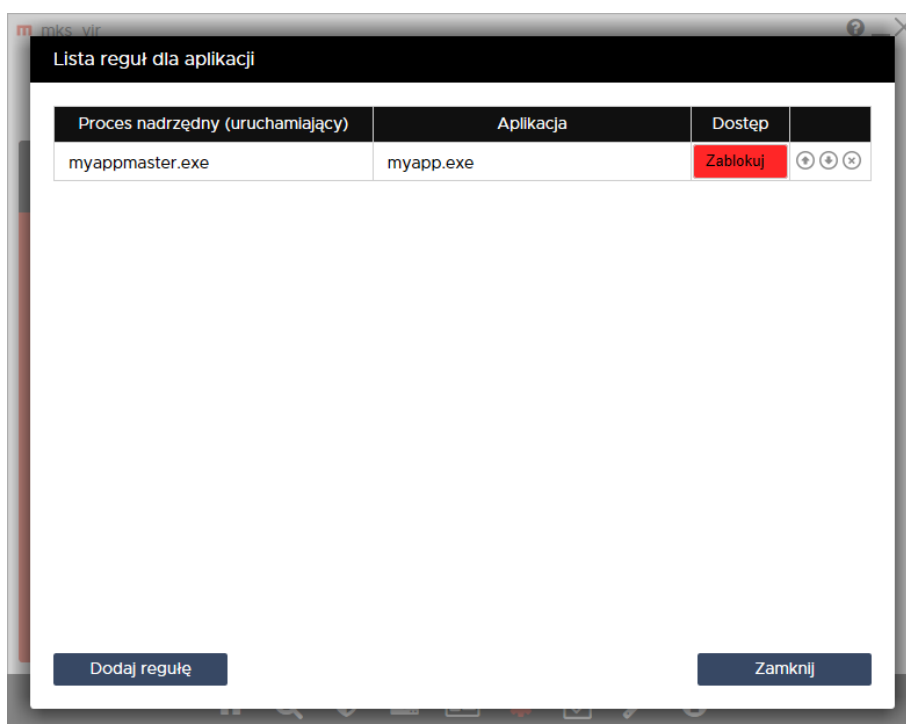 m mks_vir
Lista reguł dla aplikacji
Proces nadrzędny (uruchamiający) Aplikacja Dostęp
myappmaster.exe myapp.exe Zablokuj
Dodaj regułę Zamknij